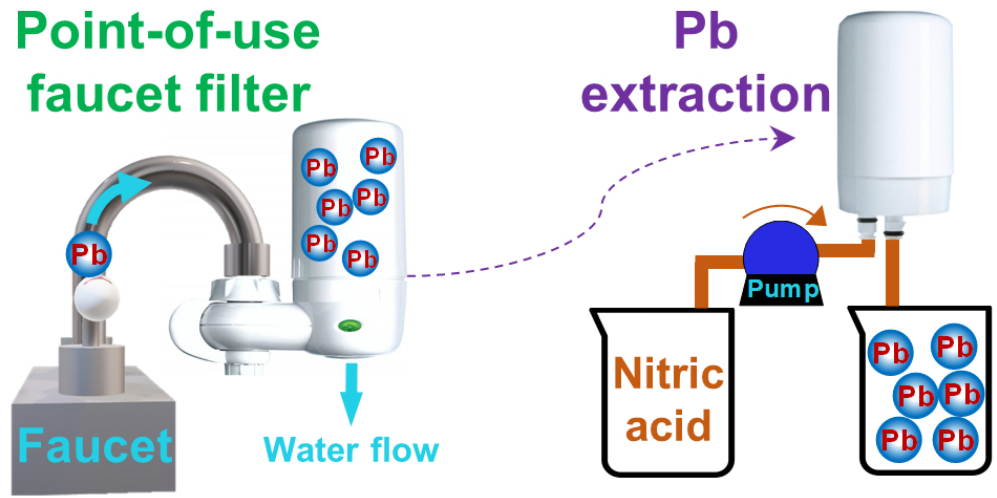 Point-of-use
faucet filter
Pb
extraction
Pb
Pb
Pb
Pb
Pb
Pb
Pb
Pump
Faucet
Water flow
Nitric
acid
Pb
Pb
Pb
Pb
Pb
Pb